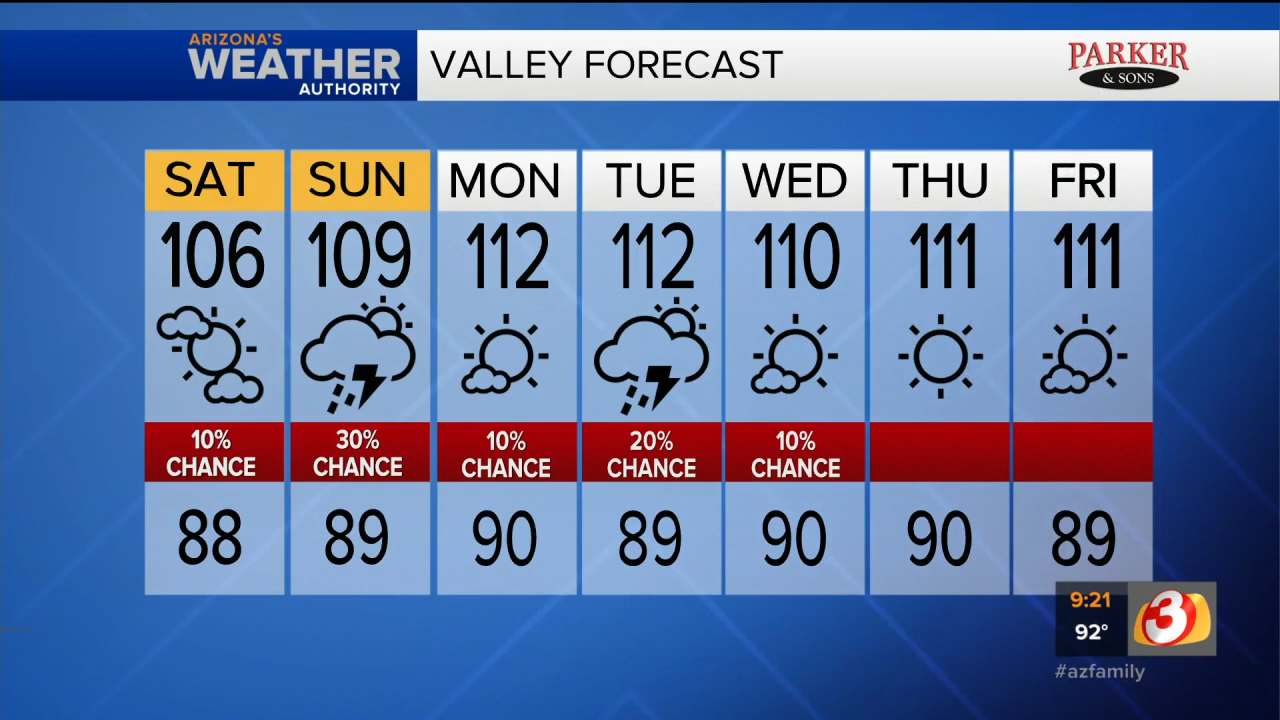 ARIZONA'S
WEATHER
AUTHORITY
VALLEY FORECAST
PARKER
& SONS
SAT SUN MON TUE WED THU FRI
106 109 112 112 110 111 111
10% 30% 10% 20% 10%
CHANCE CHANCE CHANCE CHANCE CHANCE
88 89 90 89 90 90 89
9:21
92°
3
#azfamily